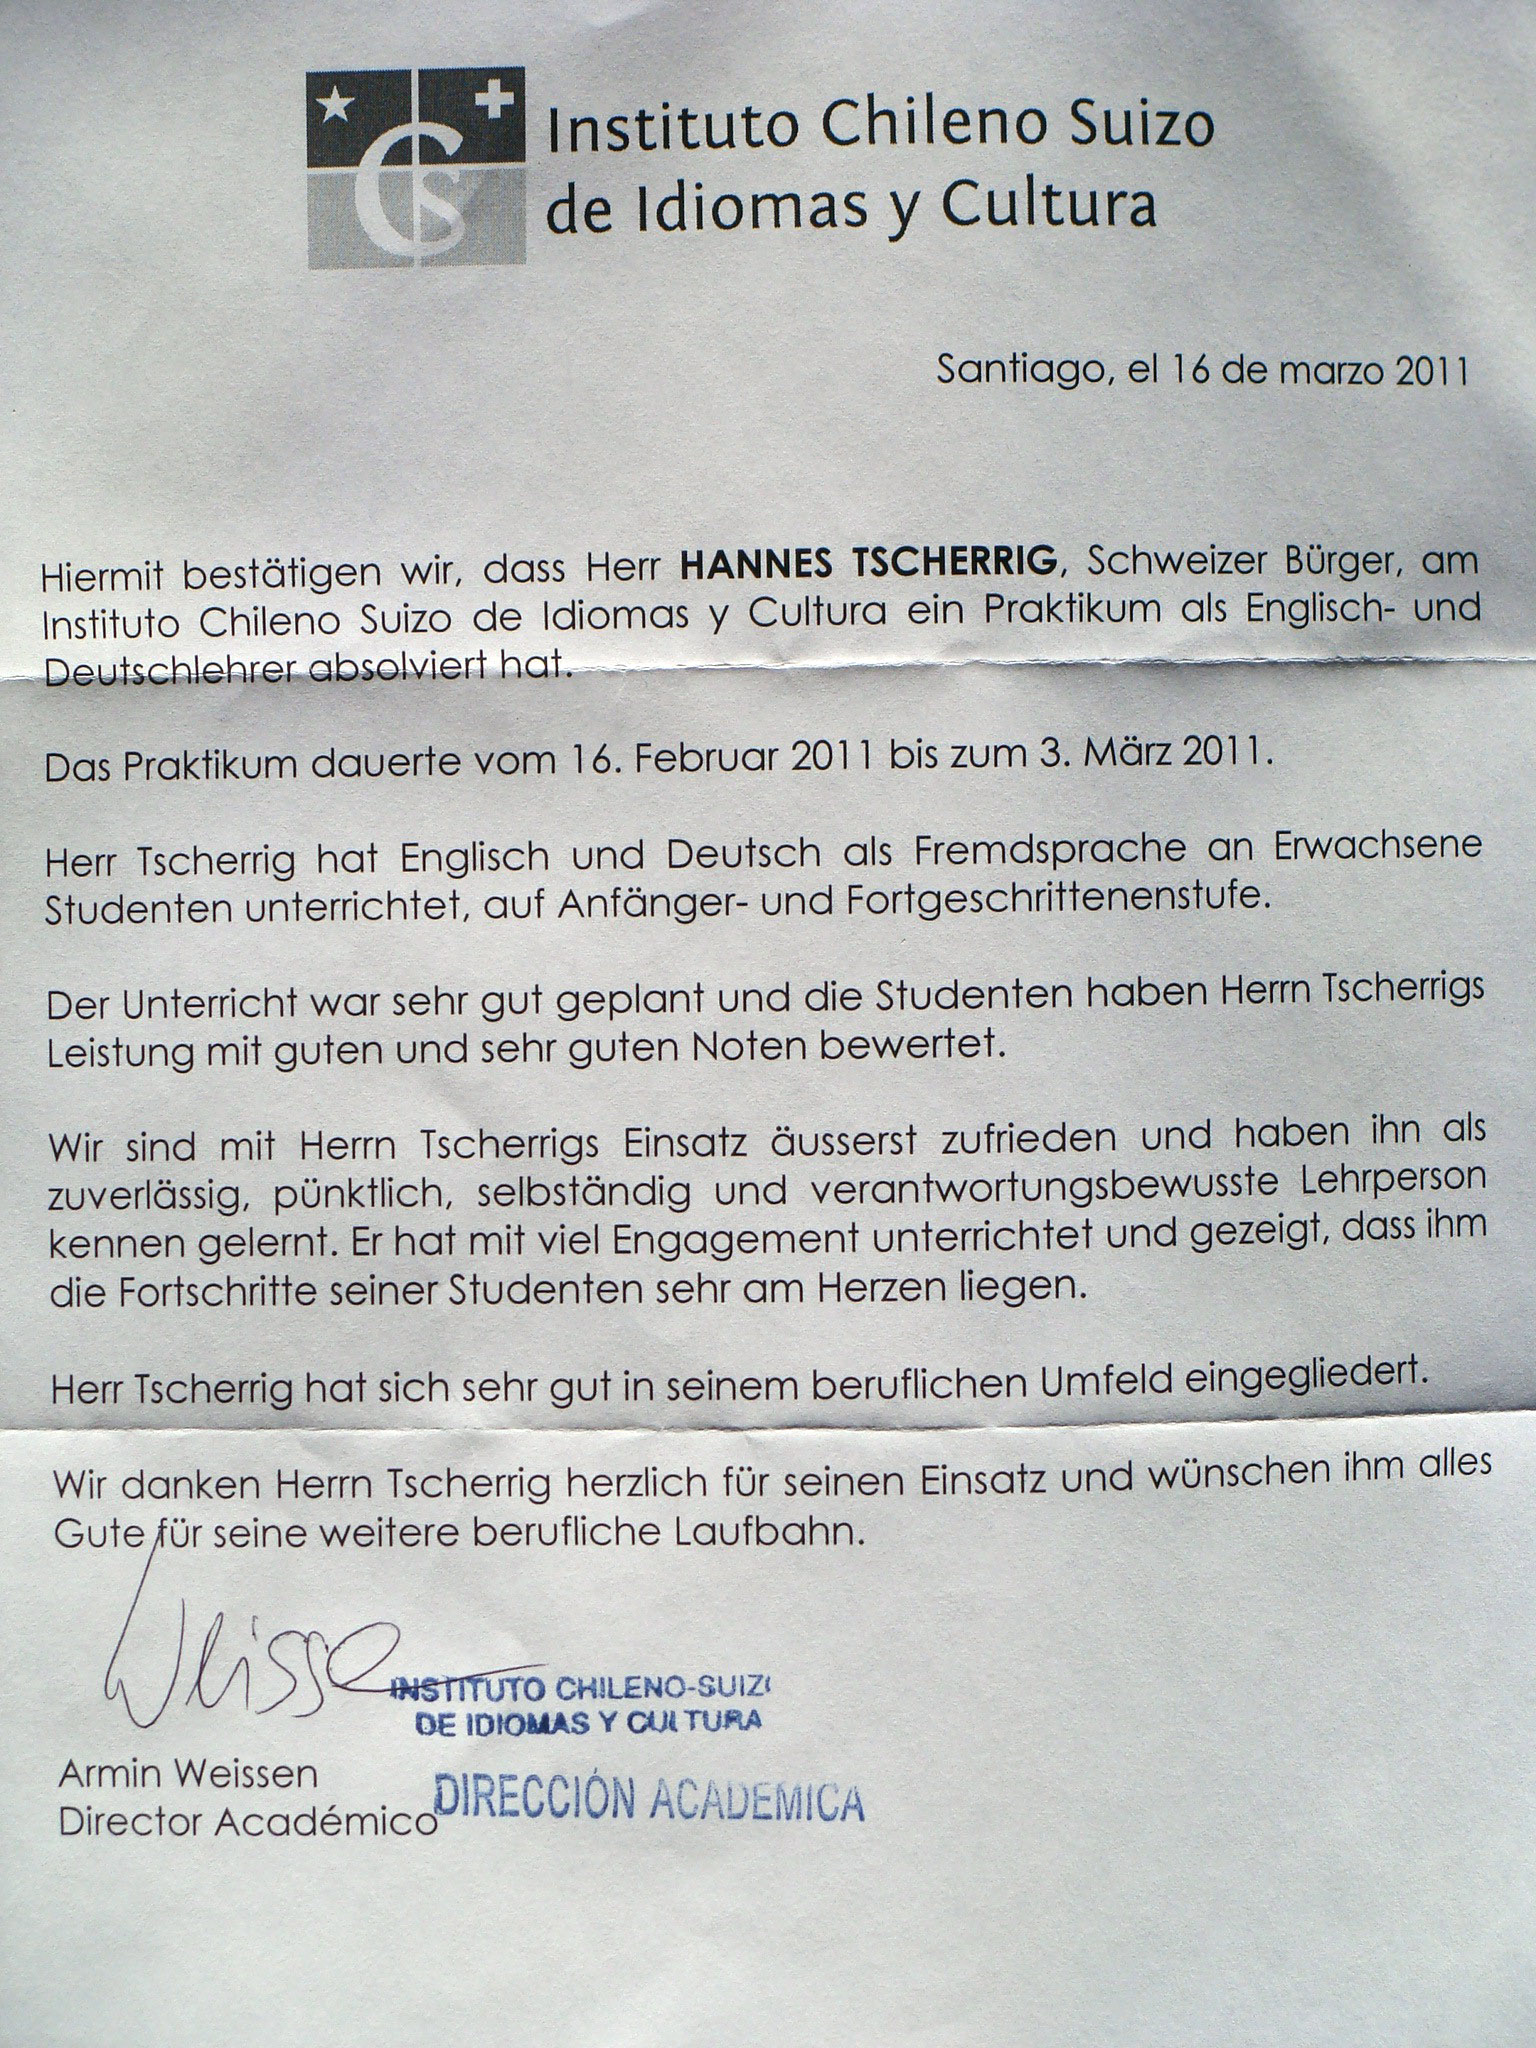 Instituto Chileno Suizo
de Idiomas y Cultura
Santiago, el 16 de marzo 2011
Hiermit bestätigen wir, dass Herr HANNES TSCHERRIG, Schweizer Bürger, am
Instituto Chileno Suizo de Idiomas y Cultura ein Praktikum als Englisch- und
Deutschlehrer absolviert hat.
Das Praktikum dauerte vom 16. Februar 2011 bis zum 3. März 2011.
Herr Tscherrig hat Englisch und Deutsch als Fremdsprache an Erwachsene
Studenten unterrichtet, auf Anfänger- und Fortgeschrittenenstufe.
Der Unterricht war sehr gut geplant und die Studenten haben Herrn Tscherrigs
Leistung mit guten und sehr guten Noten bewertet.
Wir sind mit Herrn Tscherrigs Einsatz äusserst zufrieden und haben ihn als
zuverlässig, pünktlich, selbständig und verantwortungsbewusste Lehrperson
kennen gelernt. Er hat mit viel Engagement unterrichtet und gezeigt, dass ihm
die Fortschritte seiner Studenten sehr am Herzen liegen.
Herr Tscherrig hat sich sehr gut in seinem beruflichen Umfeld eingegliedert.
Wir danken Herrn Tscherrig herzlich für seinen Einsatz und wünschen ihm alles
Gute für seine weitere berufliche Laufbahn.
INSTITUTO CHILENO-SUIZO
DE IDIOMAS Y CULTURA
Armin Weissen
Director Académico
DIRECCIÓN ACADEMICA